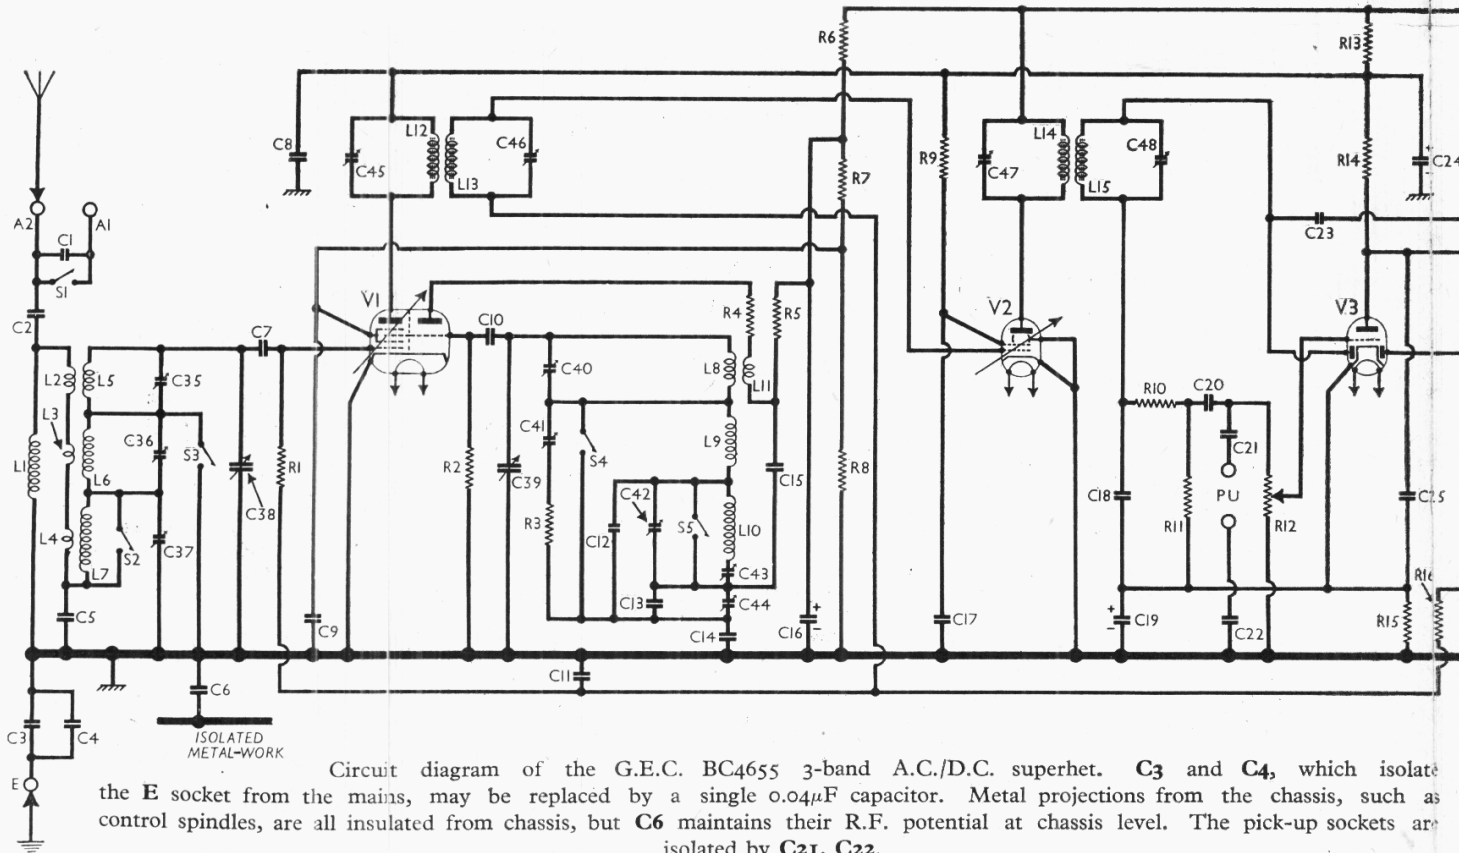 R6
R13
C8
C45
L12
L13
C46
R7
R9
C47
L14
L15
C48
R14
C24
+
-
A2
A1
C1
S1
C2
V1
C10
R4
R5
V2
C23
V3
C7
L2
L5
C35
L3
C36
S3
L1
L6
C38
R1
L4
L7
S2
C37
C5
C9
C40
L8
L11
C41
S4
L9
R2
C39
R3
C42
S5
C12
L10
C15
R8
C43
C13
C44
C14
+
-
C16
C11
C17
R10
C20
C21
C18
PU
R11
R12
C25
+
-
C19
C22
R15
R16
C6
C3
C4
ISOLATED
METAL-WORK
E
Circuit diagram of the G.E.C. BC4655 3-band A.C./D.C. superhet. C3 and C4, which isolate
the E socket from the mains, may be replaced by a single 0.04μF capacitor. Metal projections from the chassis, such as
control spindles, are all insulated from chassis, but C6 maintains their R.F. potential at chassis level. The pick-up sockets are
isolated by C21, C22.